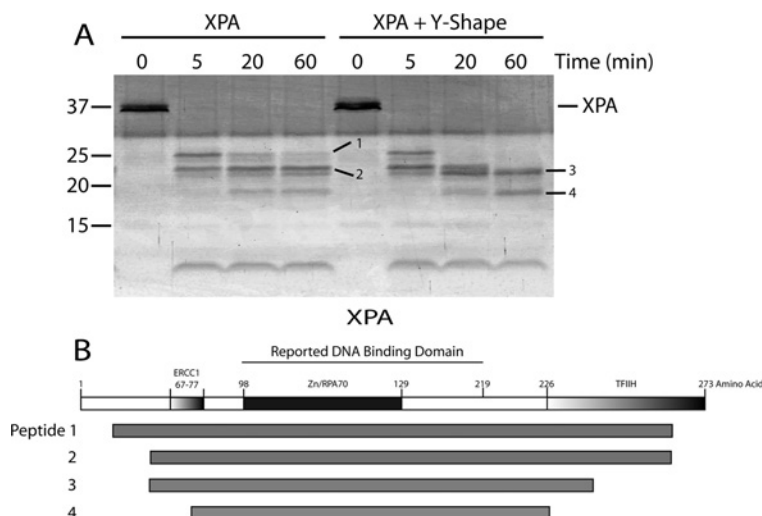 A
XPA
XPA + Y-Shape
0 5 20 60 0 5 20 60 Time (min)
37
XPA
25
1
2
20
3
4
15
XPA
B
Reported DNA Binding Domain
ERCC1
67-77
1 98 Zn/RPA70 129 219 226 TFIIH 273 Amino Acid
Peptide 1
2
3
4